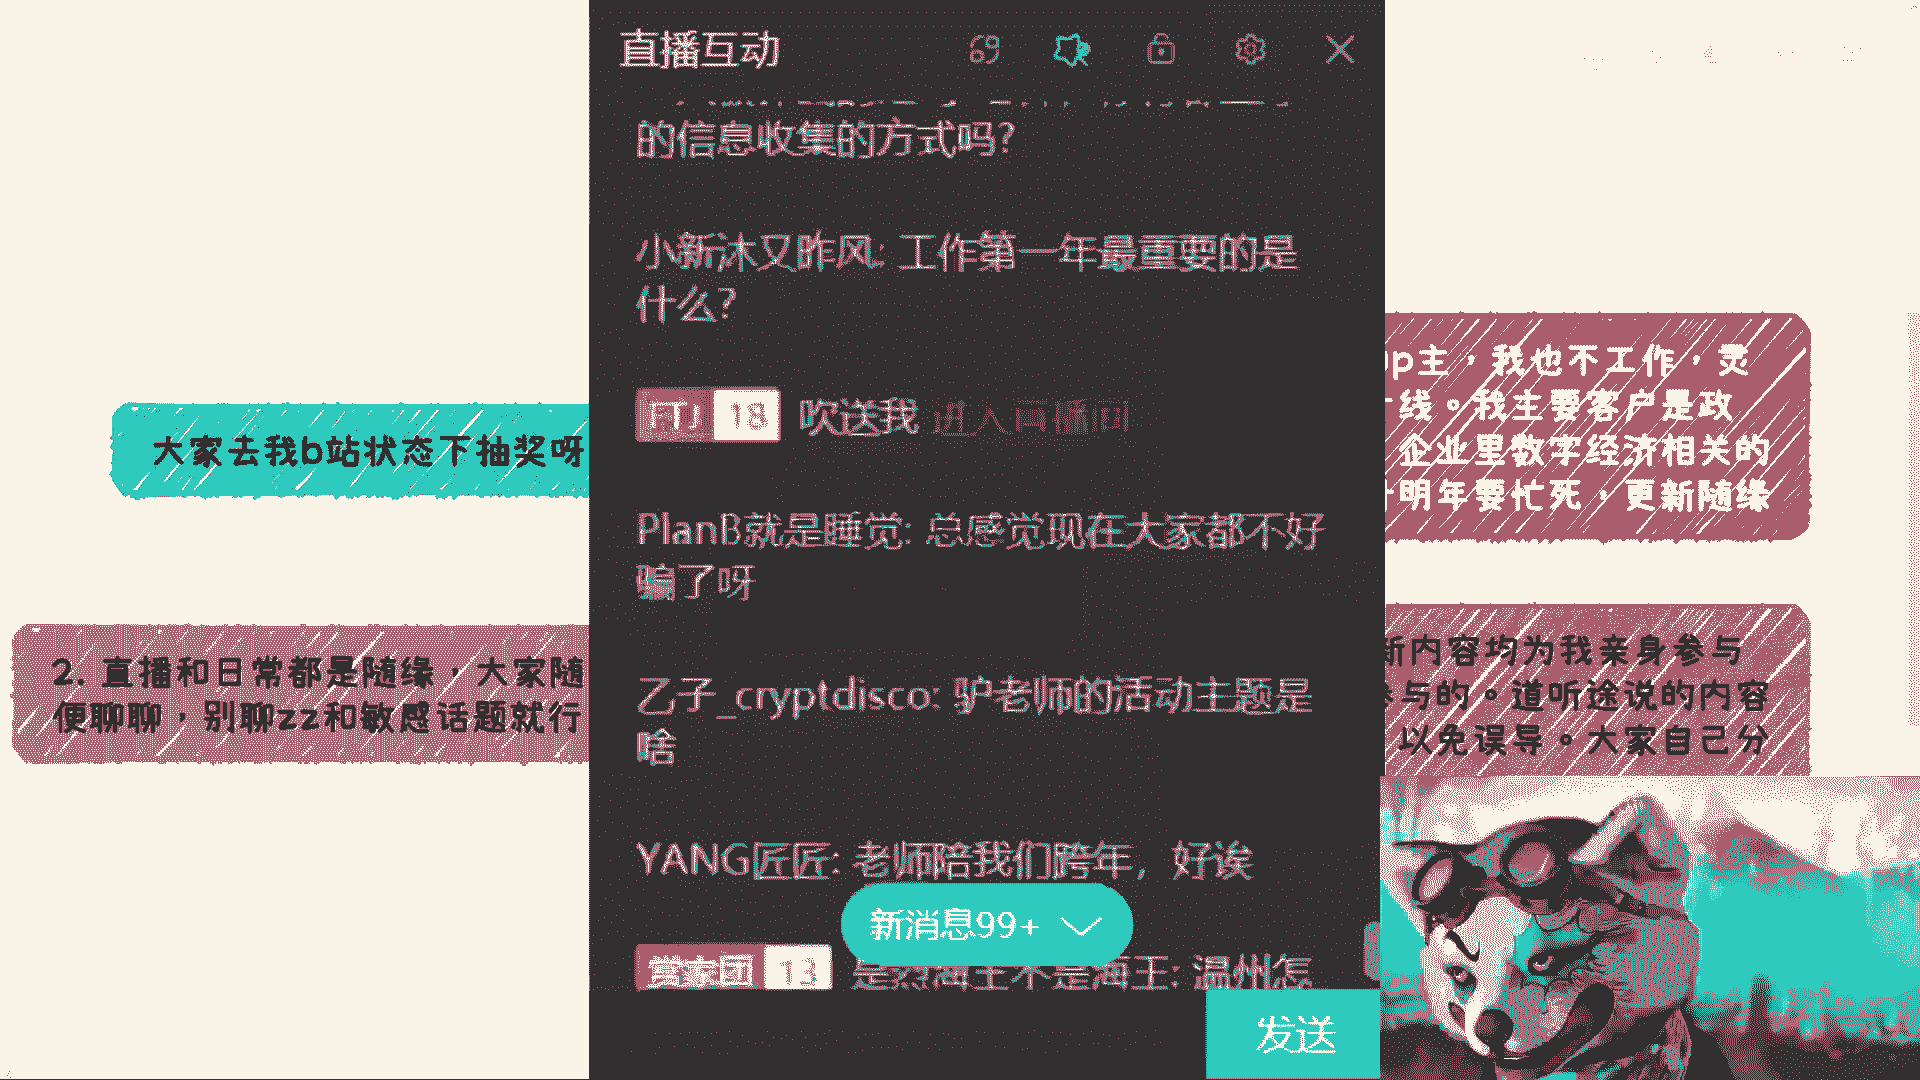 直播互动
69
的信息收集的方式吗?
小新沐又昨风: 工作第一年最重要的是
什么?
18 吹送我 进入直播间
PlanB就是睡觉: 总感觉现在大家都不好
骗了呀
乙子_cryptdisco: 驴老师的活动主题是
啥
YANG匠匠: 老师陪我们跨年，好诶
新消息99+
赏家团 13 是热海王不是海王: 温州怎
发送
大家去我b站状态下抽奖呀
2. 直播和日常都是随缘，大家随
便聊聊，别聊zz和敏感话题就行
up主，我也不工作，灵
线。我主要客户是政
企业里数字经济相关的
明年要忙死，更新随缘
新内容均为我亲身参与
参与的。道听途说的内容
以免误导。大家自己分